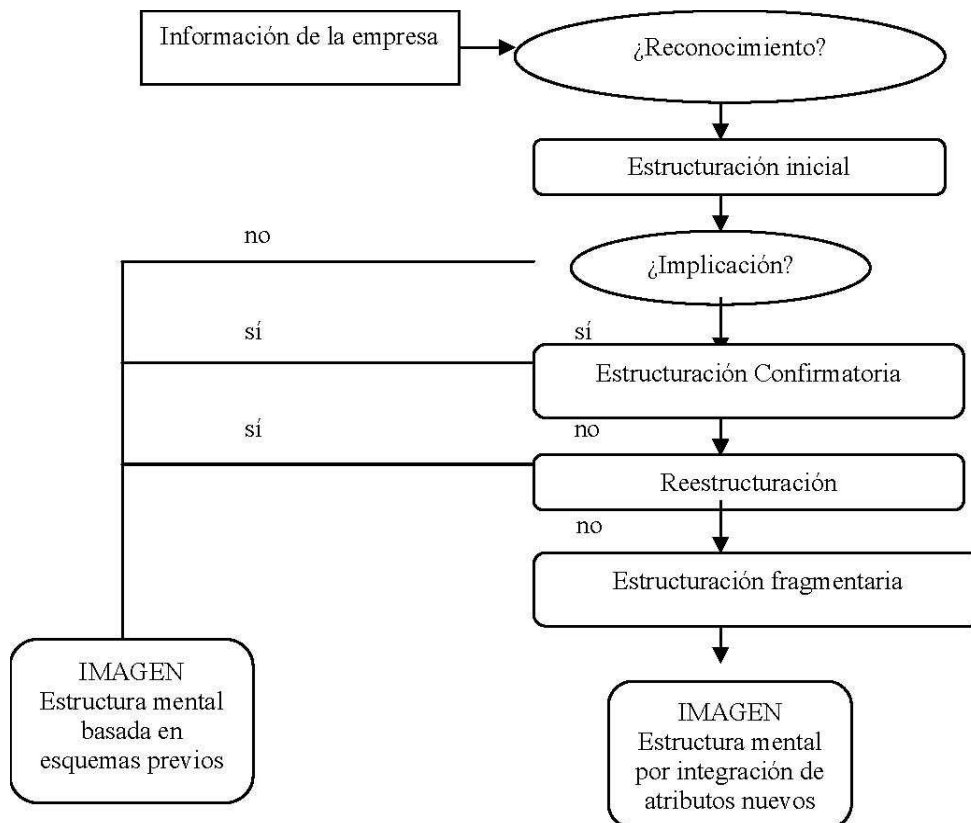 Información de la empresa
¿Reconocimiento?
Estructuración inicial
no
¿Implicación?
sí
sí
Estructuración Confirmatoria
sí
no
Reestructuración
no
Estructuración fragmentaria
IMAGEN
Estructura mental
basada en
esquemas previos
IMAGEN
Estructura mental
por integración de
atributos nuevos